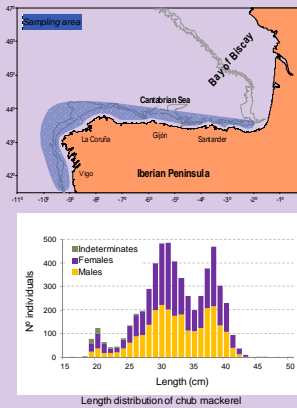 47º
Sampling area
46º
Bay of Biscay
45º
44º
Cantabrian Sea
43º
La Coruña
Gijón
Santander
Vigo
Iberian Peninsula
42º
-11º -10º -9º -8º -7º -6º -5º -4º -3º -2º -1º
500
400
300
200
100
0
Nº individuals
Indeterminates
Females
Males
15 20 25 30 35 40 45 50
Length (cm)
Length distribution of chub mackerel